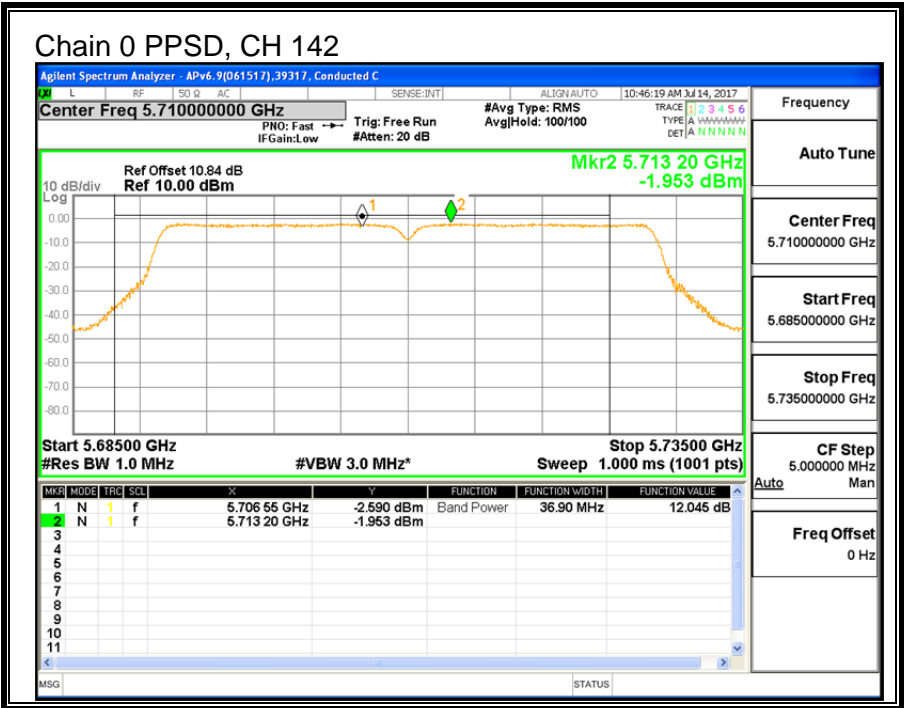 Chain 0 PPSD, CH 142
Agilent Spectrum Analyzer - APv6.9(061517),39317, Conducted C
LXI L RF 50 Ω AC SENSE:INT ALIGN AUTO 10:46:19 AM Jul 14, 2017
Center Freq 5.710000000 GHz
PNO: Fast
IFGain:Low
Trig: Free Run
#Atten: 20 dB
#Avg Type: RMS
Avg|Hold: 100/100
TRACE 1 2 3 4 5 6
TYPE A WWWWW
DET A N N N N N
Frequency
Auto Tune
Center Freq
5.710000000 GHz
Start Freq
5.685000000 GHz
Stop Freq
5.735000000 GHz
CF Step
5.000000 MHz
Auto Man
Freq Offset
0 Hz
Mkr2 5.713 20 GHz
-1.953 dBm
Ref Offset 10.84 dB
10 dB/div Ref 10.00 dBm
Log
0.00
-10.0
-20.0
-30.0
-40.0
-50.0
-60.0
-70.0
-80.0
1
2
Start 5.68500 GHz Stop 5.73500 GHz
#Res BW 1.0 MHz #VBW 3.0 MHz* Sweep 1.000 ms (1001 pts)
MKR MODE TRC SCL X Y FUNCTION FUNCTION WIDTH FUNCTION VALUE
1 N 1 f 5.706 55 GHz -2.590 dBm Band Power 36.90 MHz 12.045 dB
2 N 1 f 5.713 20 GHz -1.953 dBm
3
4
5
6
7
8
9
10
11
MSG STATUS